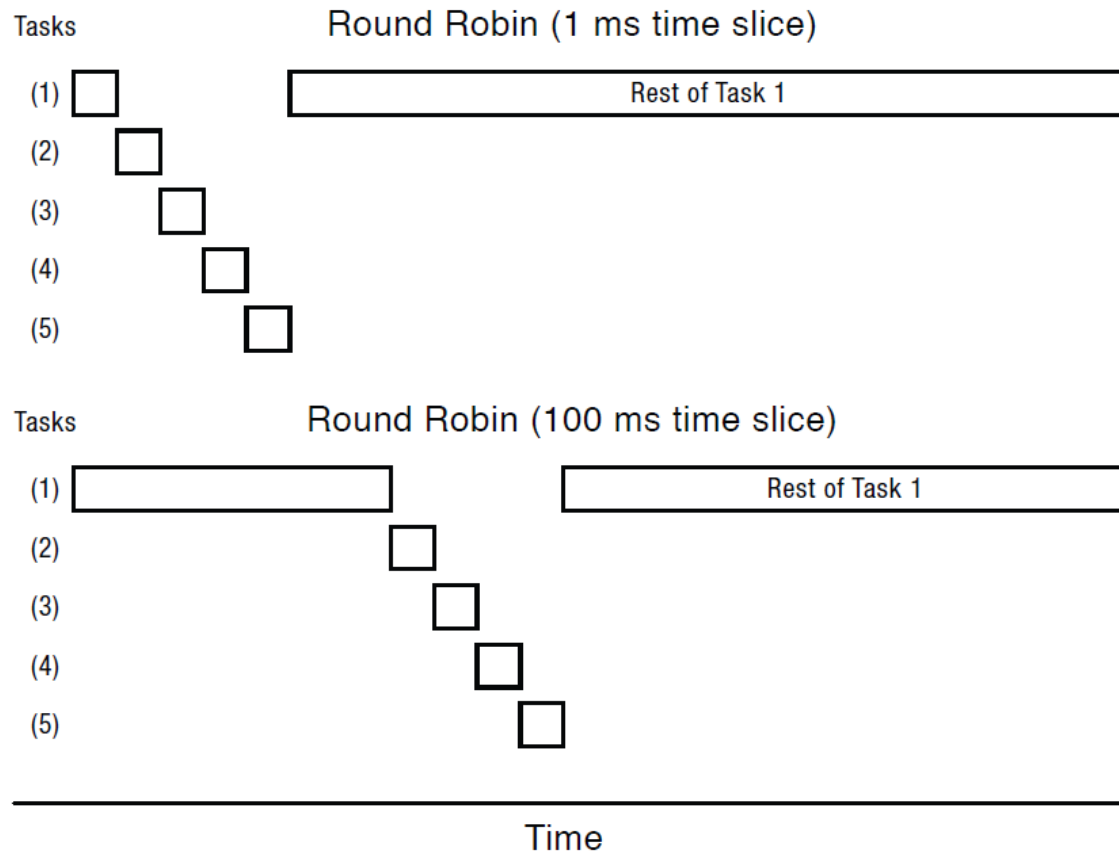 Tasks Round Robin (1 ms time slice)
(1) Rest of Task 1
(2)
(3)
(4)
(5)
Tasks Round Robin (100 ms time slice)
(1) Rest of Task 1
(2)
(3)
(4)
(5)
Time